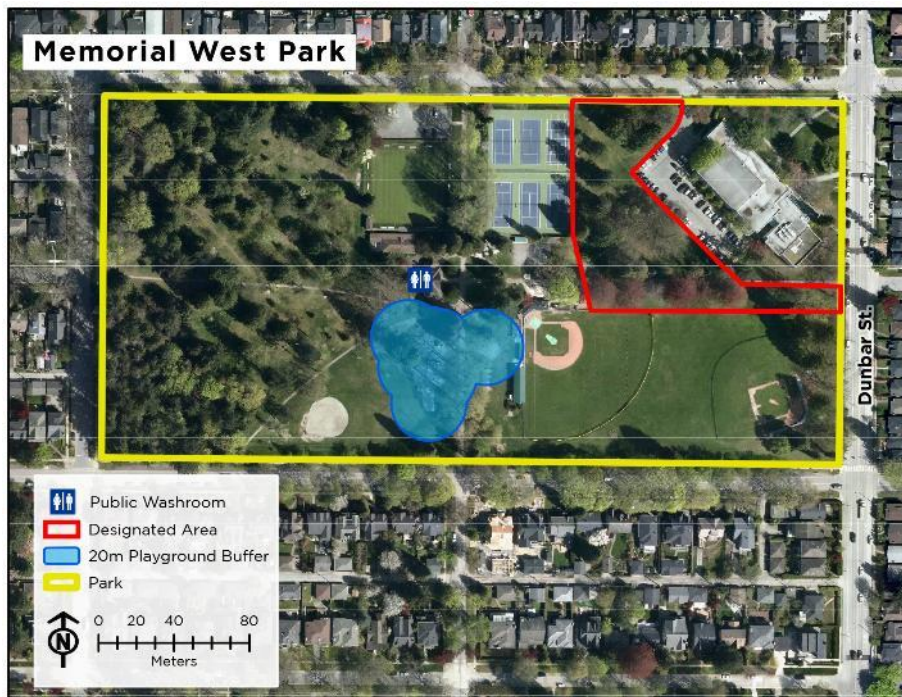 Memorial West Park
Dunbar St.
Public Washroom
Designated Area
20m Playground Buffer
Park
N
0 20 40 80
Meters